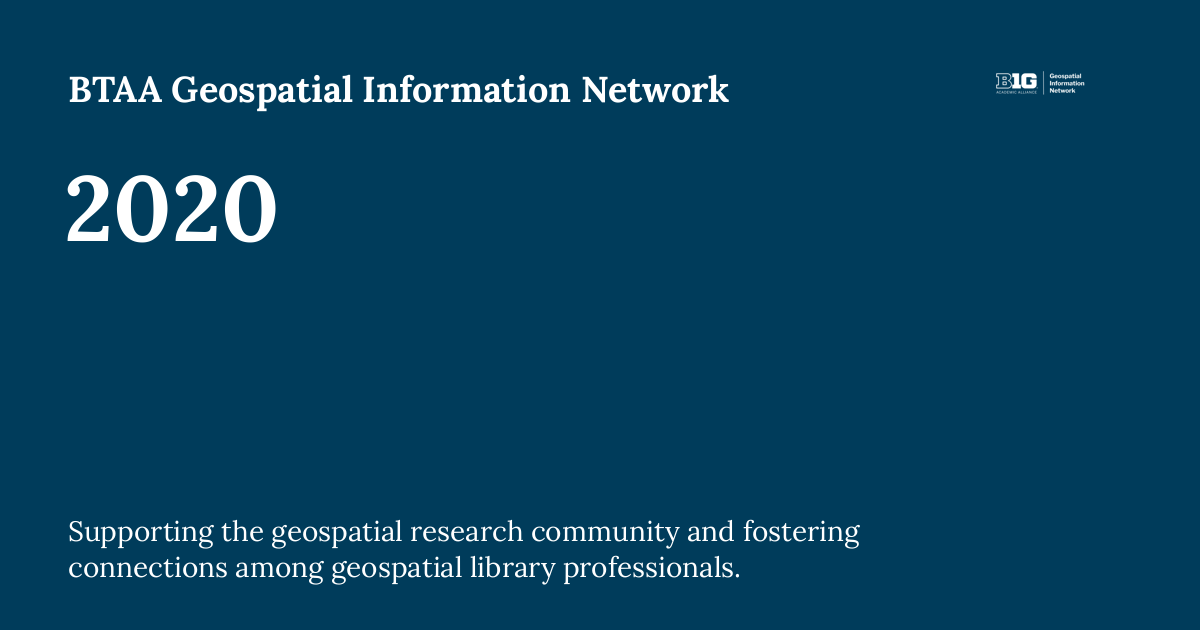 BTAA Geospatial Information Network
B1G
ACADEMIC ALLIANCE
Geospatial
Information
Network
2020
Supporting the geospatial research community and fostering
connections among geospatial library professionals.